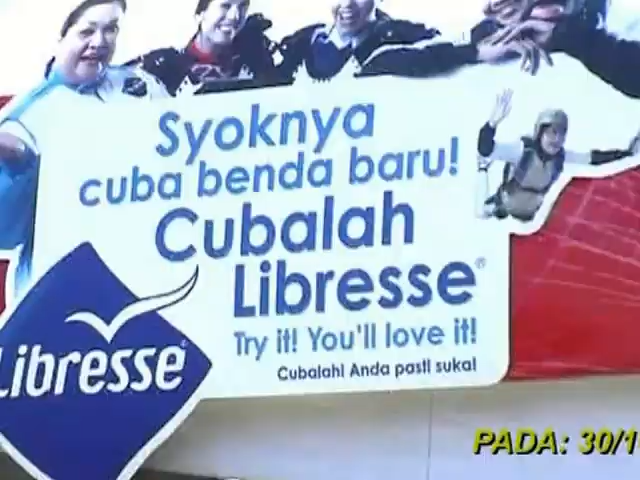 Syoknya
cuba benda baru!
Cubalah
Libresse®
Try it! You'll love it!
Cubalah! Anda pasti suka!
Libresse®
PADA: 30/1